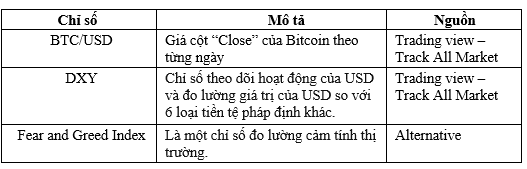 Chỉ số Mô tả Nguồn
BTC/USD Giá cột “Close” của Bitcoin theo Trading view –
từng ngày Track All Market
DXY Chỉ số theo dõi hoạt động của USD Trading view –
và đo lường giá trị của USD so với Track All Market
6 loại tiền tệ pháp định khác.
Fear and Greed Index Là một chỉ số đo lường cảm tính thị Alternative
trường.